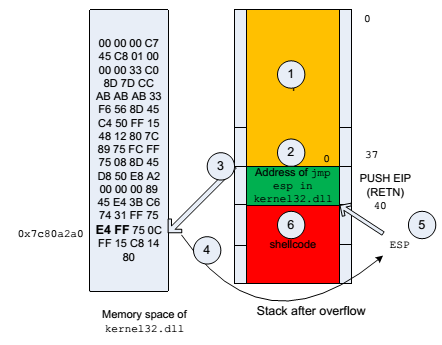 0
00 00 00 C7
45 C8 01 00
00 00 33 C0
8D 7D CC
AB AB AB 33
F6 56 8D 45
C4 50 FF 15
48 12 80 7C
89 75 FC FF
75 08 8D 45
D8 50 E8 A2
00 00 00 89
45 E4 3B C6
74 31 FF 75
E4 FF 75 0C
FF 15 C8 14
80
0x7c80a2a0
1
2
0
37
3
Address of jmp
esp in
kernel32.dll
PUSH EIP
(RETN)
40
6
shellcode
5
ESP
4
Memory space of
kernel32.dll
Stack after overflow